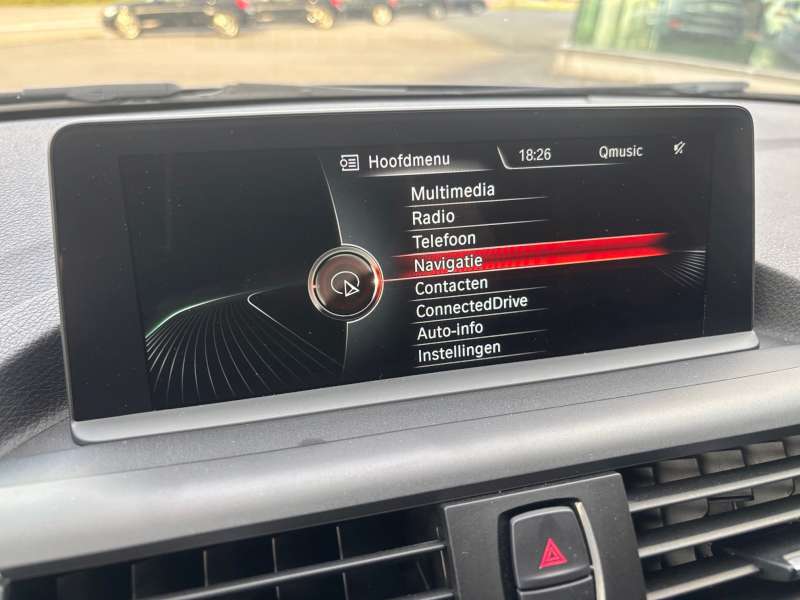 Hoofdmenu 18:26 Qmusic
Multimedia
Radio
Telefoon
Navigatie
Contacten
ConnectedDrive
Auto-info
Instellingen